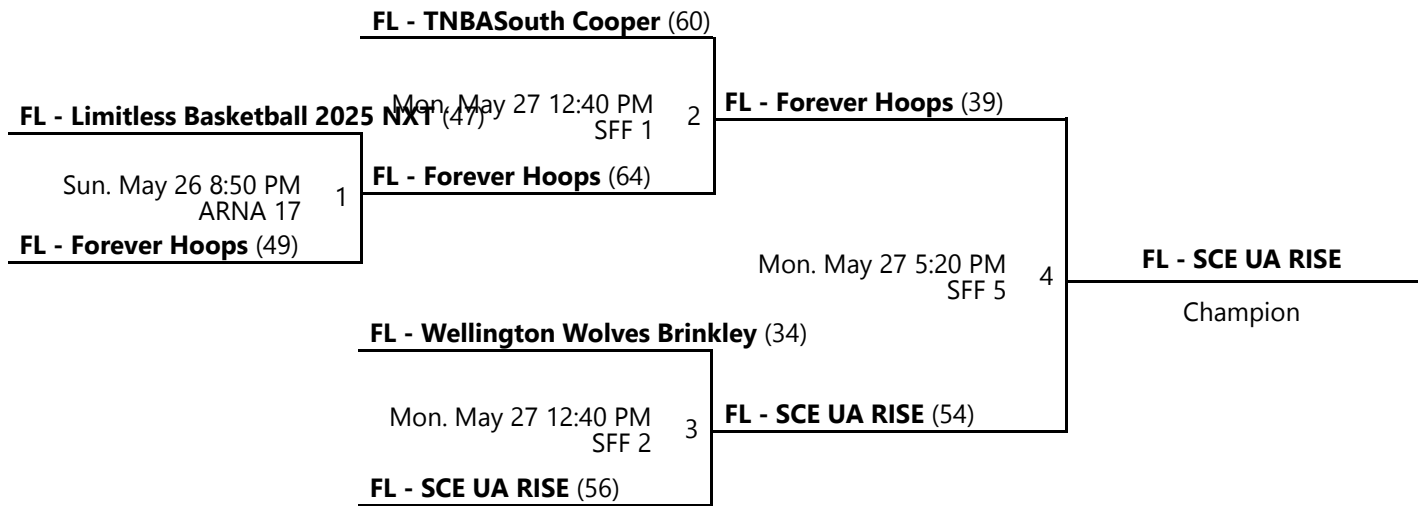 FL - TNBASouth Cooper (60)
FL - Limitless Basketball 2025 NXT (47)
Mon. May 27 12:40 PM
SFF 1
2
FL - Forever Hoops (39)
Sun. May 26 8:50 PM
ARNA 17
1
FL - Forever Hoops (64)
FL - Forever Hoops (49)
Mon. May 27 5:20 PM
SFF 5
4
FL - SCE UA RISE
Champion
FL - Wellington Wolves Brinkley (34)
Mon. May 27 12:40 PM
SFF 2
3
FL - SCE UA RISE (54)
FL - SCE UA RISE (56)